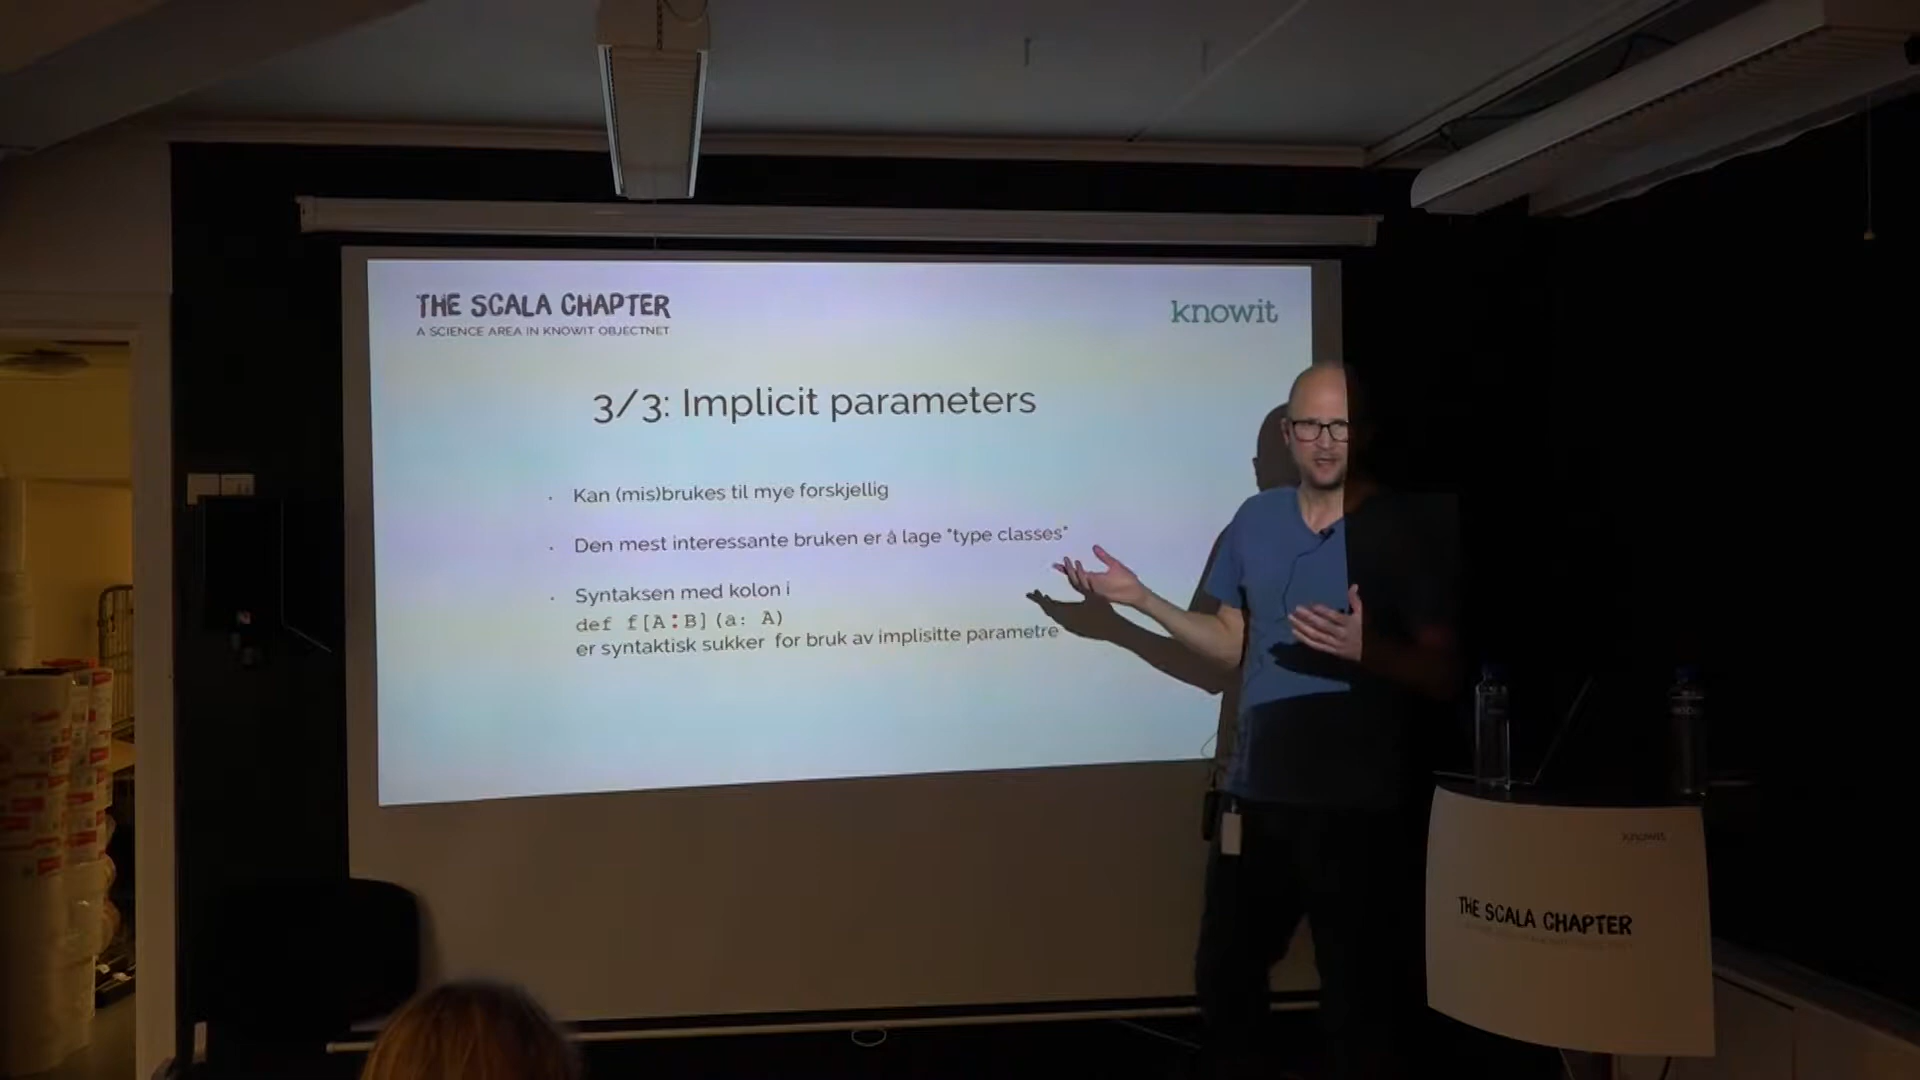 THE SCALA CHAPTER
A SCIENCE AREA IN KNOWIT OBJECTNET
knowit
3/3: Implicit parameters
· Kan (mis)brukes til mye forskjellig
· Den mest interessante bruken er å lage "type classes"
· Syntaksen med kolon i
def f[A:B](a: A)
er syntaktisk sukker for bruk av implisitte parametre
knowit
THE SCALA CHAPTER